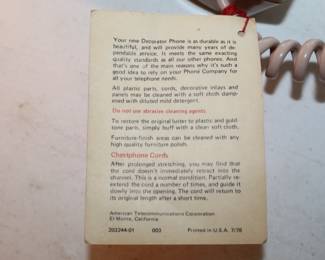 Your new Decorator Phone is as durable as it is
beautiful, and will provide many years of de-
pendable service. It meets the same exacting
quality standards as all our other phones. And
that's one of the main reasons why it's such a
good idea to rely on your Phone Company for
all your telephone needs.
All plastic parts, cords, decorative inlays and
panels may be cleaned with a soft cloth damp-
ened with diluted mild detergent.
Do not use abrasive cleaning agents.
To restore the original luster to plastic and gold-
tone parts, simply buff with a clean soft cloth.
Furniture-finish areas can be cleaned with any
high quality furniture polish.
Chestphone Cords
After prolonged stretching, you may find that
the cord doesn't immediately retract into the
channel. This is a normal condition. Partially re-
extend the cord a number of times, and guide it
slowly into the opening. The cord will return to
its original length after a short time.
American Telecommunications Corporation
El Monte, California
203244-01 003 Printed in U.S.A. 7/76